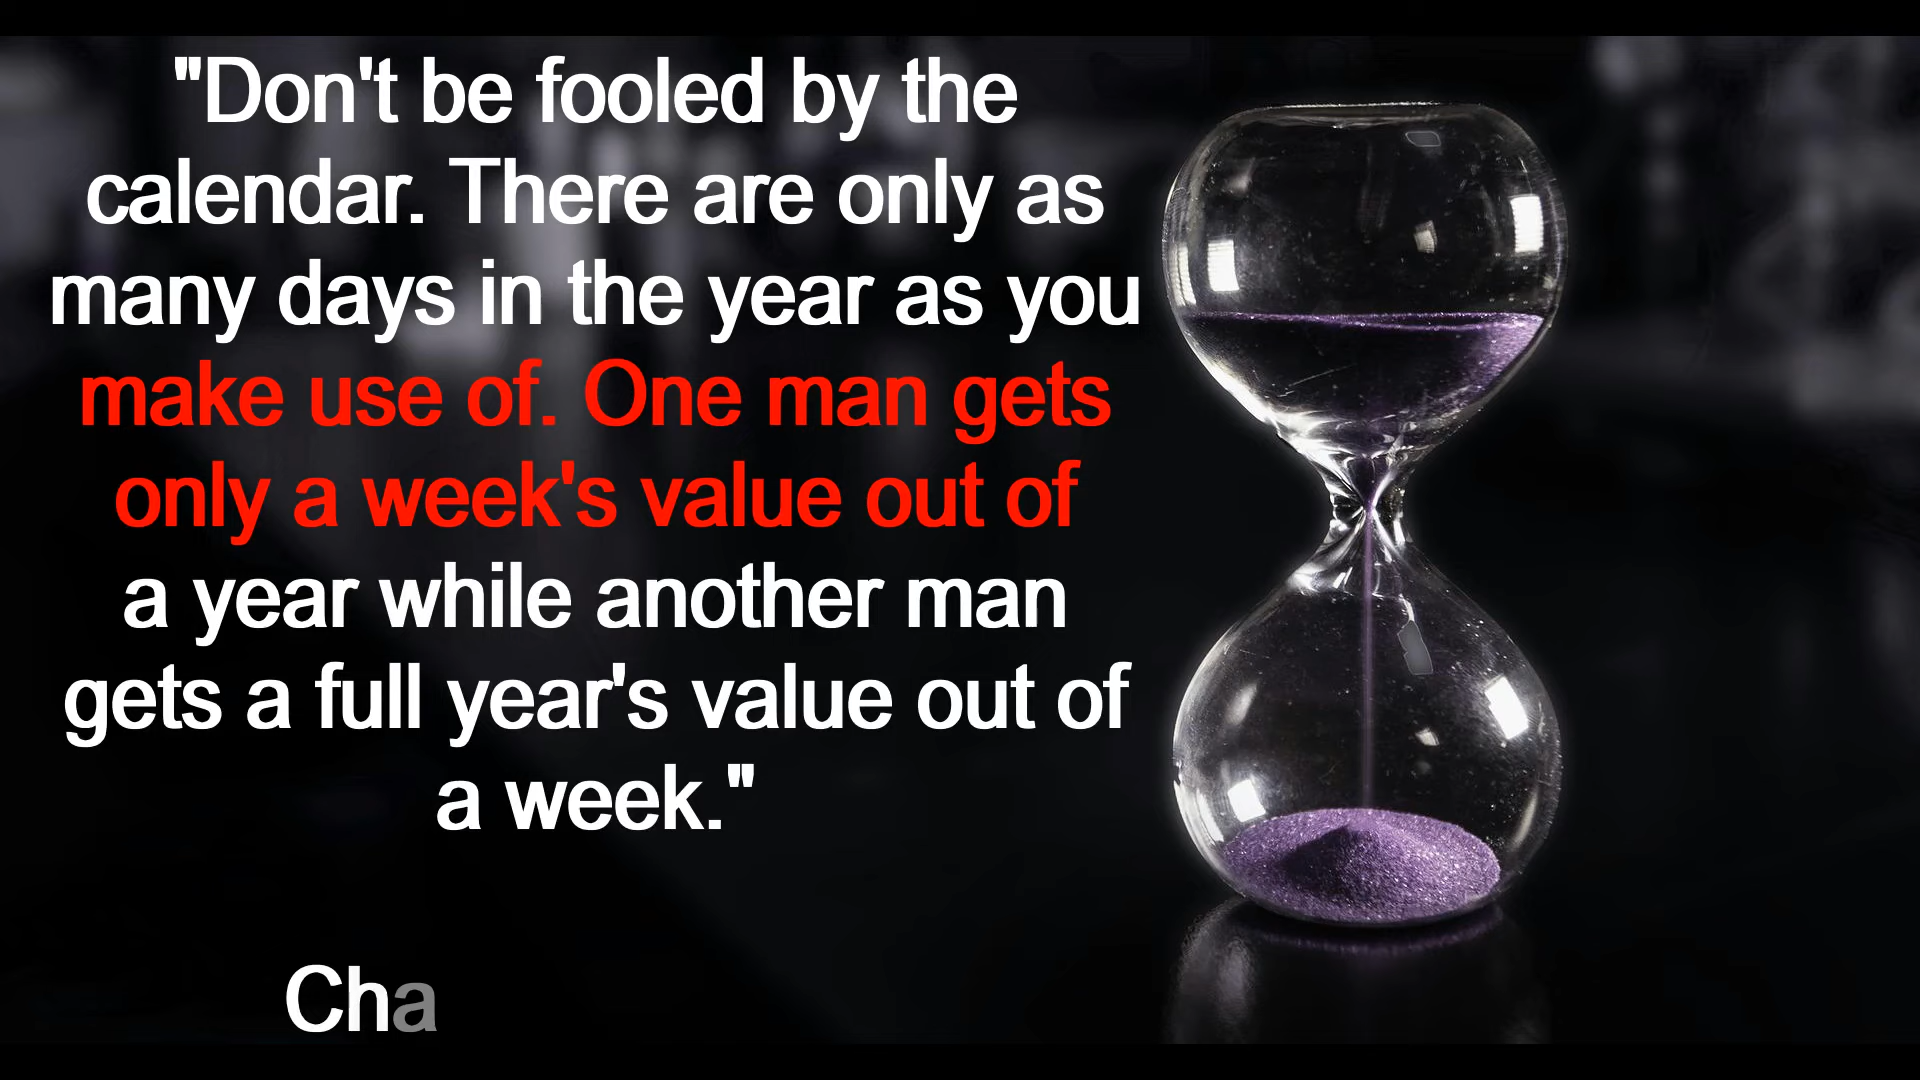 "Don't be fooled by the
calendar. There are only as
many days in the year as you
make use of. One man gets
only a week's value out of
a year while another man
gets a full year's value out of
a week."
Cha